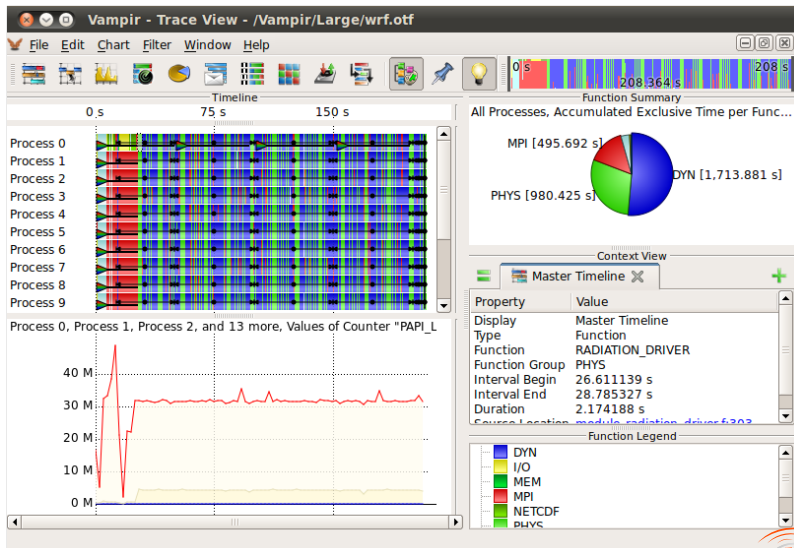 Vampir - Trace View - /Vampir/Large/wrf.otf
File Edit Chart Filter Window Help
0 s 208 s
208.364 s
Timeline
0 s 75 s 150 s
Process 0
Process 1
Process 2
Process 3
Process 4
Process 5
Process 6
Process 7
Process 8
Process 9
Process 0, Process 1, Process 2, and 13 more, Values of Counter "PAPI_L
40 M
30 M
20 M
10 M
0 M
Function Summary
All Processes, Accumulated Exclusive Time per Func...
MPI [495.692 s]
DYN [1,713.881 s]
PHYS [980.425 s]
Context View
Master Timeline
Property Value
Display Master Timeline
Type Function
Function RADIATION_DRIVER
Function Group PHYS
Interval Begin 26.611139 s
Interval End 28.785327 s
Duration 2.174188 s
Source Location module_radiation_driver.f:303
Function Legend
DYN
I/O
MEM
MPI
NETCDF
PHYS